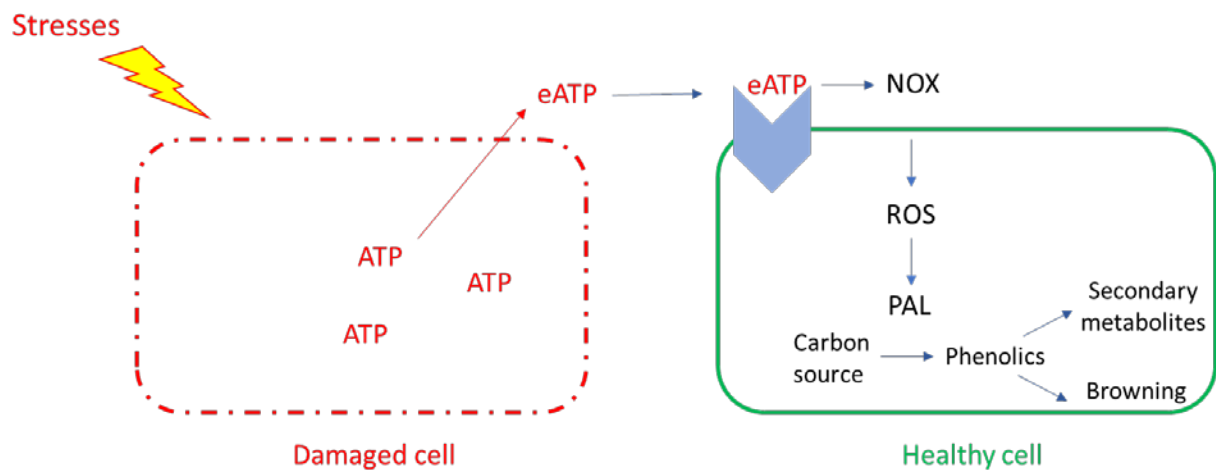 Stresses
eATP
eATP
NOX
ROS
ATP
ATP
ATP
PAL
Carbon
source
Phenolics
Secondary
metabolites
Browning
Damaged cell
Healthy cell